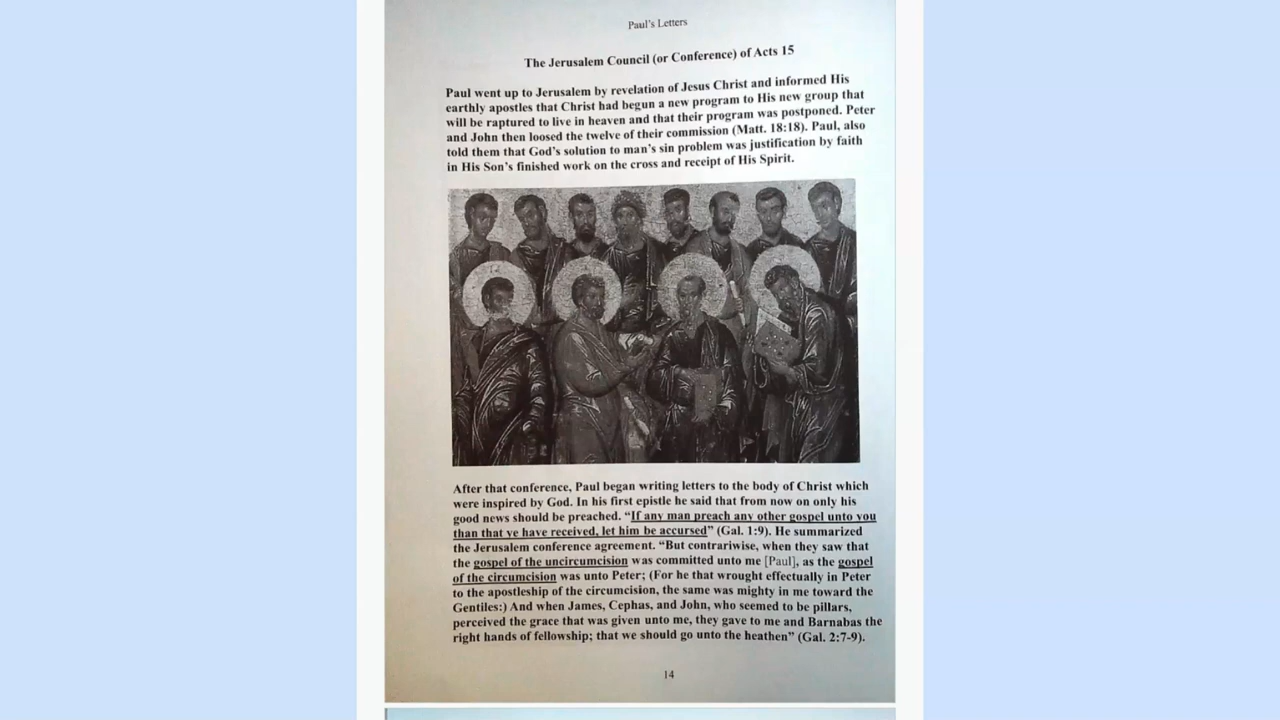 Paul's Letters
The Jerusalem Council (or Conference) of Acts 15
Paul went up to Jerusalem by revelation of Jesus Christ and informed His
earthly apostles that Christ had begun a new program to His new group that
will be raptured to live in heaven and that their program was postponed. Peter
and John then loosed the twelve of their commission (Matt. 18:18). Paul, also
told them that God's solution to man's sin problem was justification by faith
in His Son's finished work on the cross and receipt of His Spirit.
After that conference, Paul began writing letters to the body of Christ which
were inspired by God. In his first epistle he said that from now on only his
good news should be preached. "If any man preach any other gospel unto you
than that ye have received, let him be accursed" (Gal. 1:9). He summarized
the Jerusalem conference agreement. "But contrariwise, when they saw that
the gospel of the uncircumcision was committed unto me [Paul], as the gospel
of the circumcision was unto Peter; (For he that wrought effectually in Peter
to the apostleship of the circumcision, the same was mighty in me toward the
Gentiles:) And when James, Cephas, and John, who seemed to be pillars,
perceived the grace that was given unto me, they gave to me and Barnabas the
right hands of fellowship; that we should go unto the heathen" (Gal. 2:7-9).
14